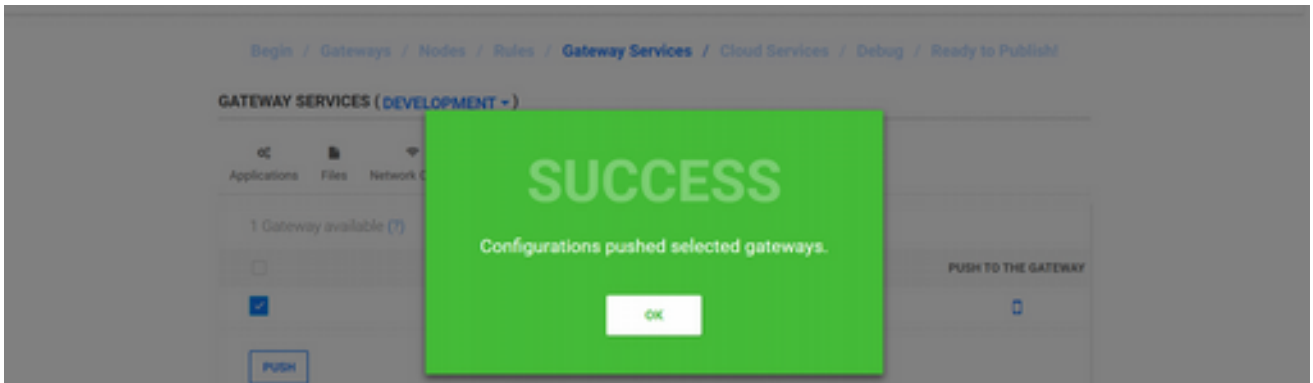 Begin / Gateways / Nodes / Rules / Gateway Services / Cloud Services / Debug / Ready to Publish!
GATEWAY SERVICES ( DEVELOPMENT )
Applications Files Network C
SUCCESS
1 Gateway available (?)
Configurations pushed selected gateways.
PUSH TO THE GATEWAY
OK
PUSH